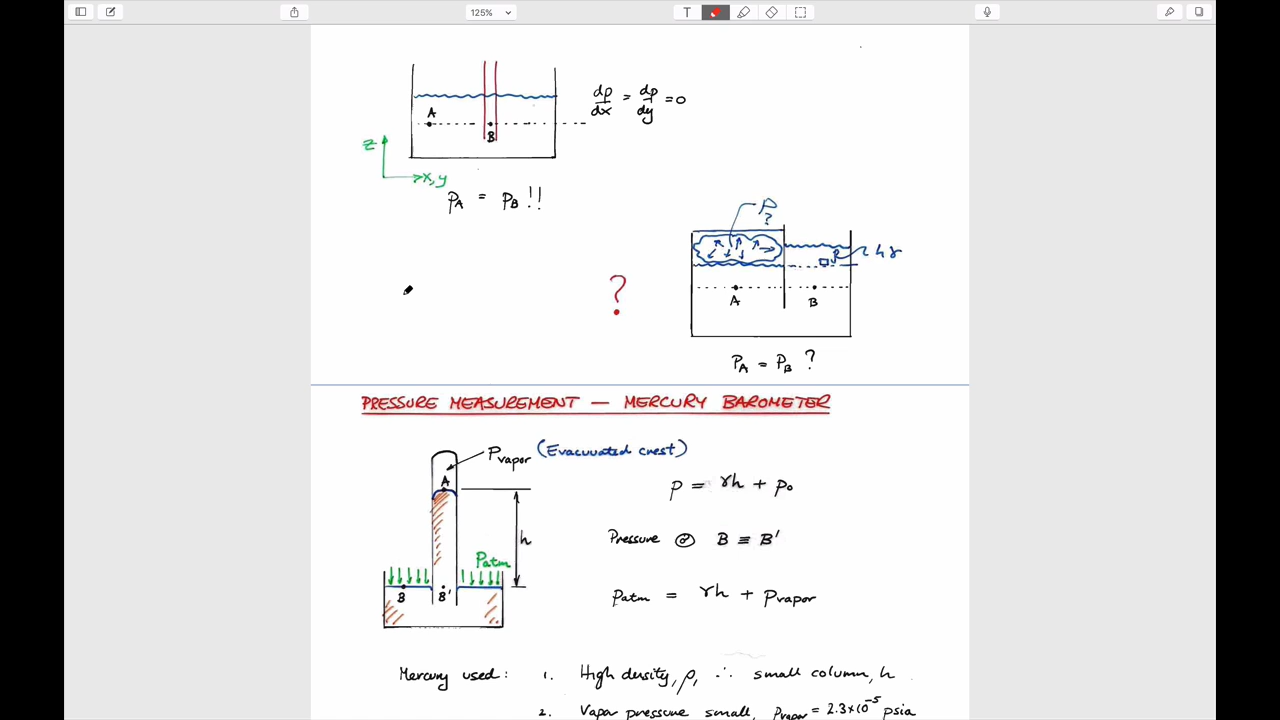 125%
T
A
B
dp/dx = dp/dy = 0
z
x, y
pA = pB !!
p
?
hγ
A
B
?
pA = pB ?
PRESSURE MEASUREMENT — MERCURY BAROMETER
Pvapor (Evacuated crest)
A
p = γh + p₀
h
Pressure @ B ≡ B'
Patm
B
B'
patm = γh + pvapor
Mercury used: 1. High density, ρ, ∴ small column, h
2. Vapor pressure small, pvapor = 2.3×10⁻⁵ psia